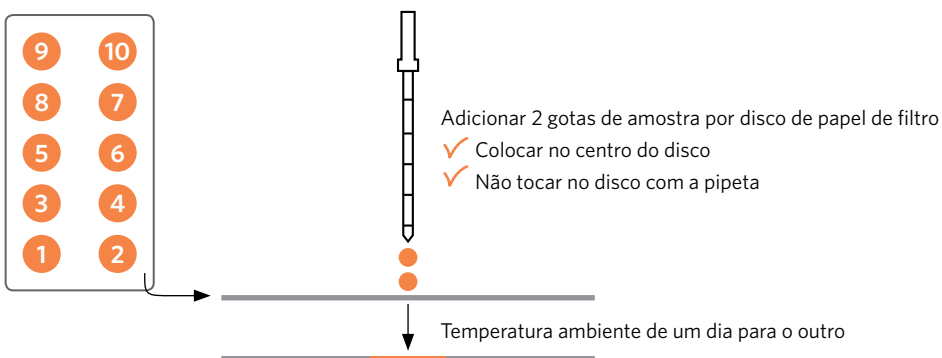 9 10
8 7
5 6
3 4
1 2
Adicionar 2 gotas de amostra por disco de papel de filtro
Colocar no centro do disco
Não tocar no disco com a pipeta
Temperatura ambiente de um dia para o outro